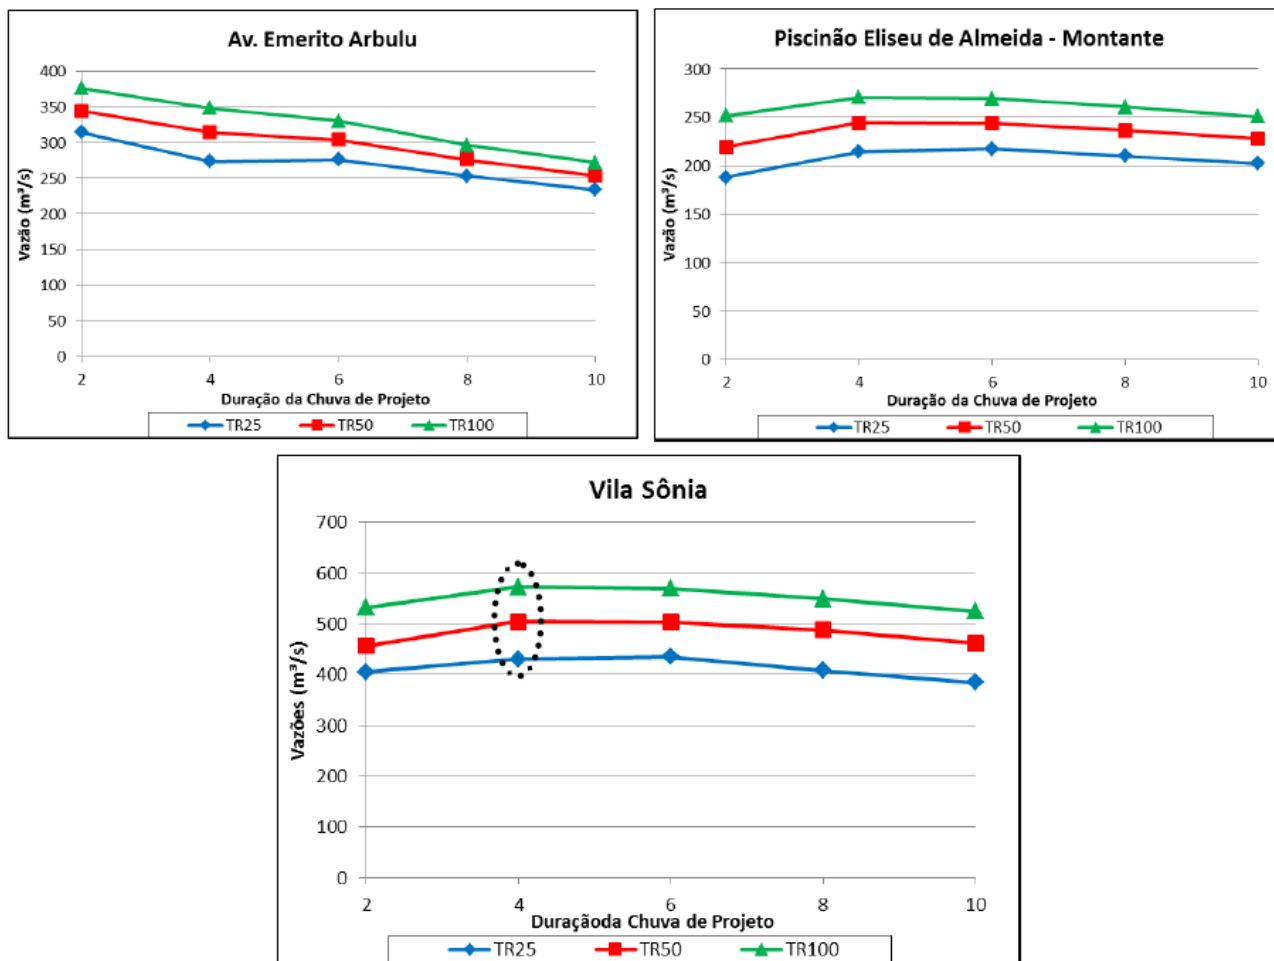 Av. Emerito Arbulu
400
350
300
250
200
150
100
50
0
Vazão (m³/s)
2 4 6 8 10
Duração da Chuva de Projeto
TR25 TR50 TR100
Piscinão Eliseu de Almeida - Montante
300
250
200
150
100
50
0
Vazão (m³/s)
2 4 6 8 10
Duração da Chuva de Projeto
TR25 TR50 TR100
Vila Sônia
700
600
500
400
300
200
100
0
Vazões (m³/s)
2 4 6 8 10
Duraçãoda Chuva de Projeto
TR25 TR50 TR100